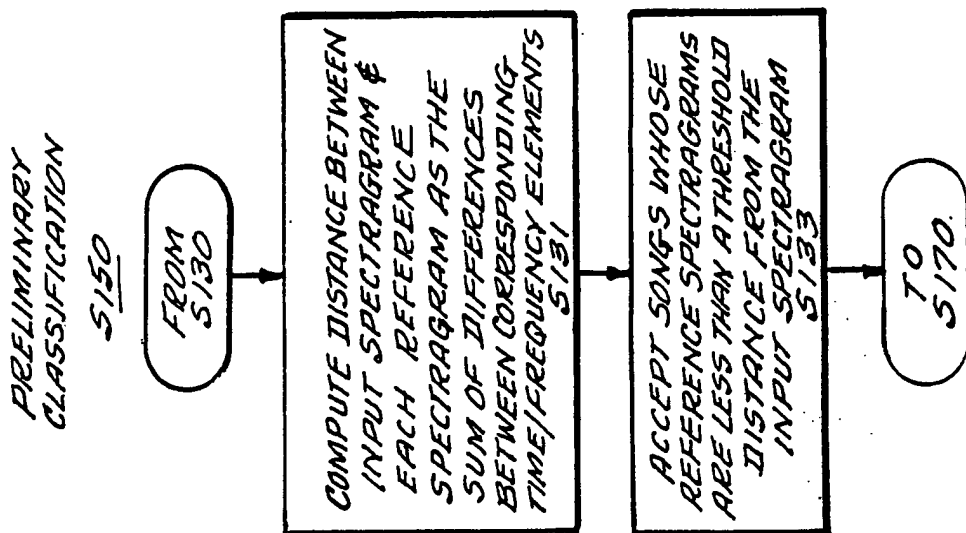 PRELIMINARY
CLASSIFICATION
S150
FROM
S130
COMPUTE DISTANCE BETWEEN
INPUT SPECTRAGRAM &
EACH REFERENCE
SPECTRAGRAM AS THE
SUM OF DIFFERENCES
BETWEEN CORRESPONDING
TIME/FREQUENCY ELEMENTS
S131
ACCEPT SONGS WHOSE
REFERENCE SPECTRAGRAMS
ARE LESS THAN A THRESHOLD
DISTANCE FROM THE
INPUT SPECTRAGRAM
S133
TO
S170.